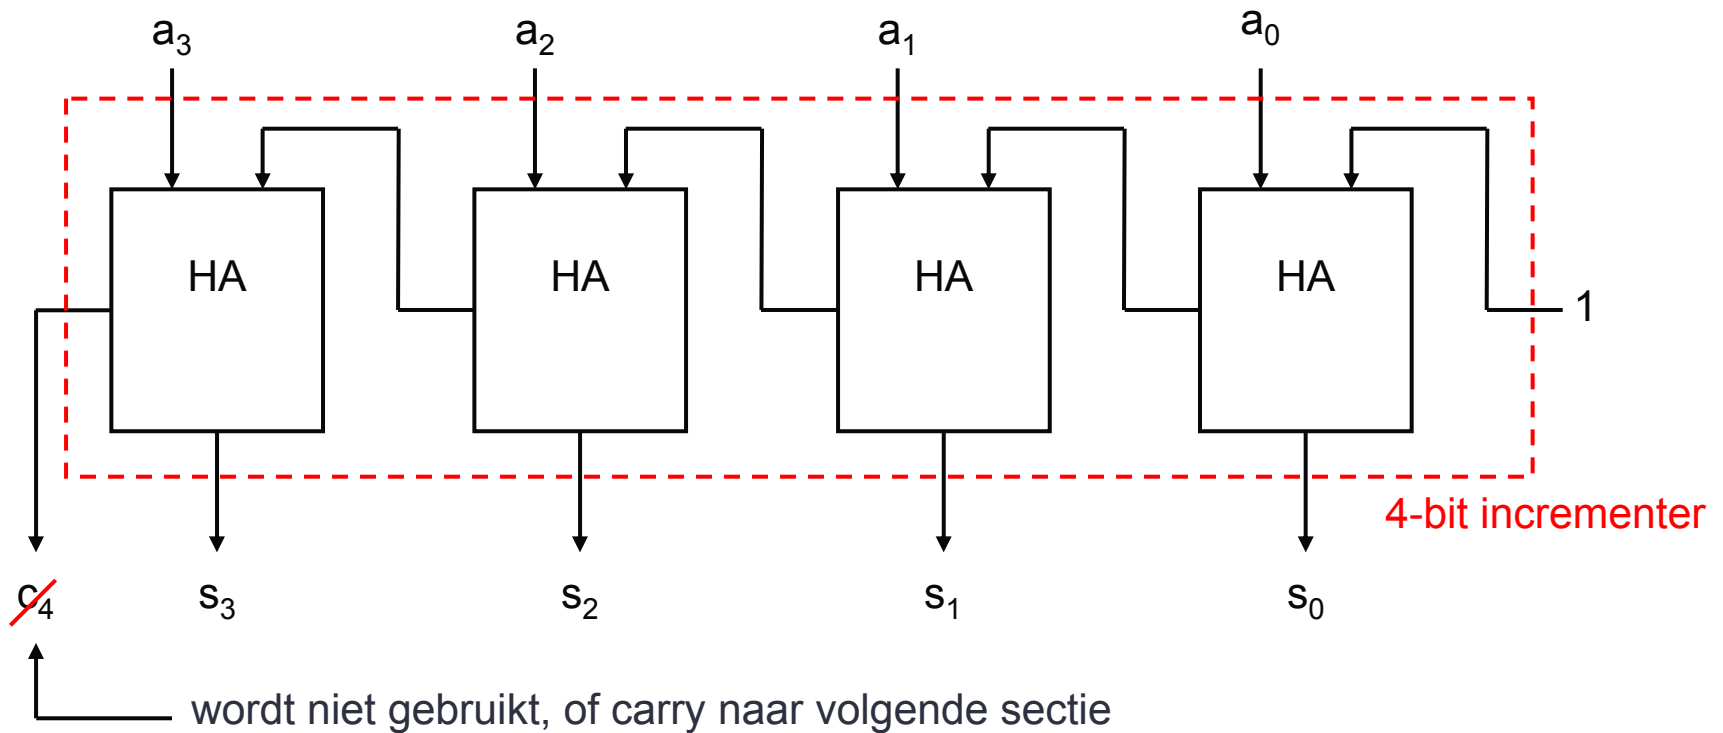 a₃ a₂ a₁ a₀
HA HA HA HA
1
4-bit incrementer
c₄ s₃ s₂ s₁ s₀
wordt niet gebruikt, of carry naar volgende sectie